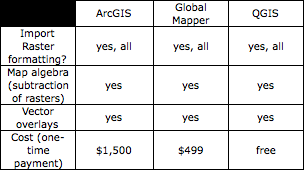 ArcGIS Global Mapper QGIS
Import Raster formatting? yes, all yes, all yes, all
Map algebra (subtraction of rasters) yes yes yes
Vector overlays yes yes yes
Cost (one-time payment) $1,500 $499 free